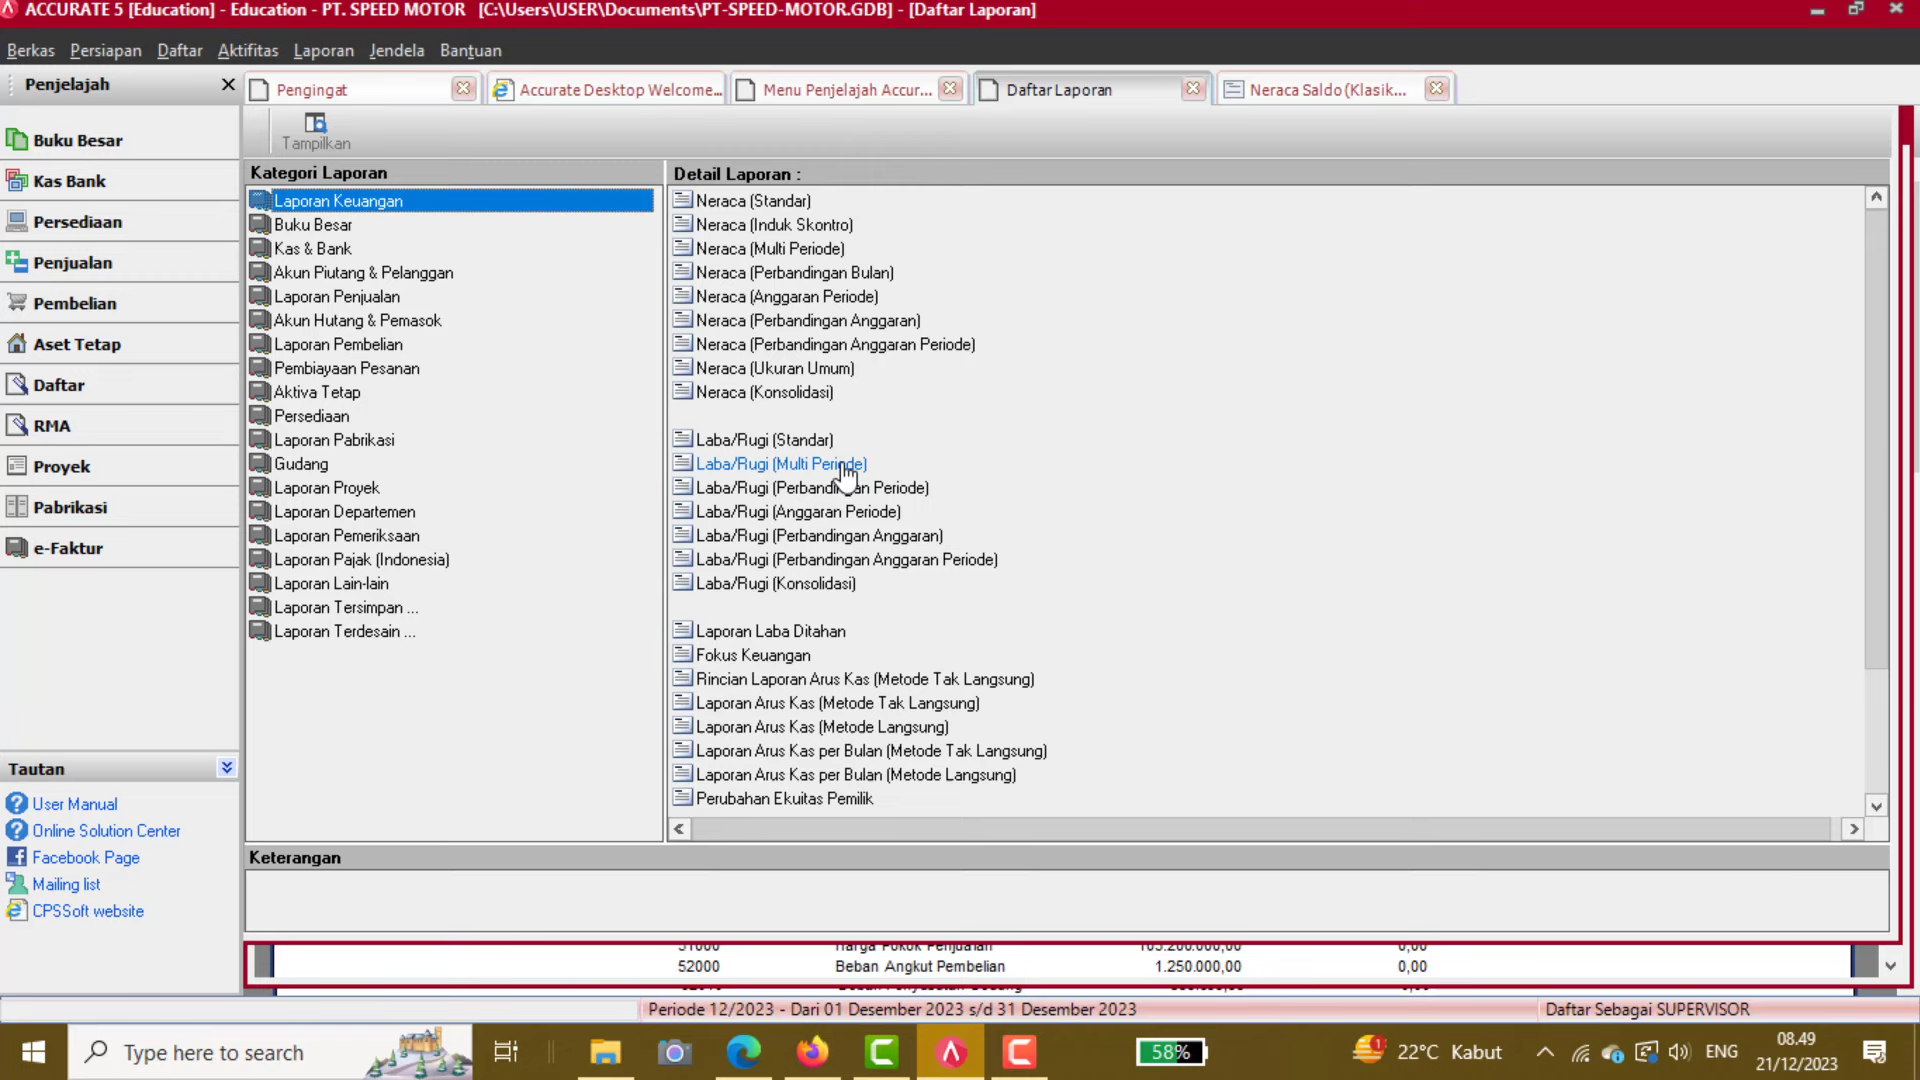 ACCURATE 5 [Education] - Education - PT. SPEED MOTOR [C:\Users\USER\Documents\PT-SPEED-MOTOR.GDB] - [Daftar Laporan]
Berkas Persiapan Daftar Aktifitas Laporan Jendela Bantuan
Penjelajah
Pengingat
Accurate Desktop Welcome...
Menu Penjelajah Accur...
Daftar Laporan
Neraca Saldo (Klasik...
Tampilkan
Buku Besar
Kas Bank
Persediaan
Penjualan
Pembelian
Aset Tetap
Daftar
RMA
Proyek
Pabrikasi
e-Faktur
Tautan
User Manual
Online Solution Center
Facebook Page
Mailing list
CPSSoft website
Kategori Laporan
Laporan Keuangan
Buku Besar
Kas & Bank
Akun Piutang & Pelanggan
Laporan Penjualan
Akun Hutang & Pemasok
Laporan Pembelian
Pembiayaan Pesanan
Aktiva Tetap
Persediaan
Laporan Pabrikasi
Gudang
Laporan Proyek
Laporan Departemen
Laporan Pemeriksaan
Laporan Pajak (Indonesia)
Laporan Lain-lain
Laporan Tersimpan ...
Laporan Terdesain ...
Detail Laporan :
Neraca (Standar)
Neraca (Induk Skontro)
Neraca (Multi Periode)
Neraca (Perbandingan Bulan)
Neraca (Anggaran Periode)
Neraca (Perbandingan Anggaran)
Neraca (Perbandingan Anggaran Periode)
Neraca (Ukuran Umum)
Neraca (Konsolidasi)
Laba/Rugi (Standar)
Laba/Rugi (Multi Periode)
Laba/Rugi (Perbandingan Periode)
Laba/Rugi (Anggaran Periode)
Laba/Rugi (Perbandingan Anggaran)
Laba/Rugi (Perbandingan Anggaran Periode)
Laba/Rugi (Konsolidasi)
Laporan Laba Ditahan
Fokus Keuangan
Rincian Laporan Arus Kas (Metode Tak Langsung)
Laporan Arus Kas (Metode Tak Langsung)
Laporan Arus Kas (Metode Langsung)
Laporan Arus Kas per Bulan (Metode Tak Langsung)
Laporan Arus Kas per Bulan (Metode Langsung)
Perubahan Ekuitas Pemilik
Keterangan
51000 Harga Pokok Penjualan 105.200.000,00 0,00
52000 Beban Angkut Pembelian 1.250.000,00 0,00
Periode 12/2023 - Dari 01 Desember 2023 s/d 31 Desember 2023
Daftar Sebagai SUPERVISOR
Type here to search
58%
1
22°C Kabut
ENG
08.49
21/12/2023